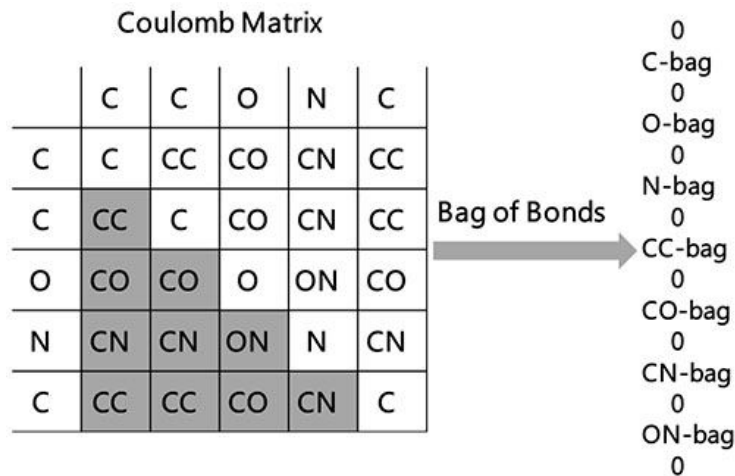 Coulomb Matrix
C C O N C
C C CC CO CN CC
C CC C CO CN CC
O CO CO O ON CO
N CN CN ON N CN
C CC CC CO CN C
Bag of Bonds
0
C-bag
0
O-bag
0
N-bag
0
CC-bag
0
CO-bag
0
CN-bag
0
ON-bag
0